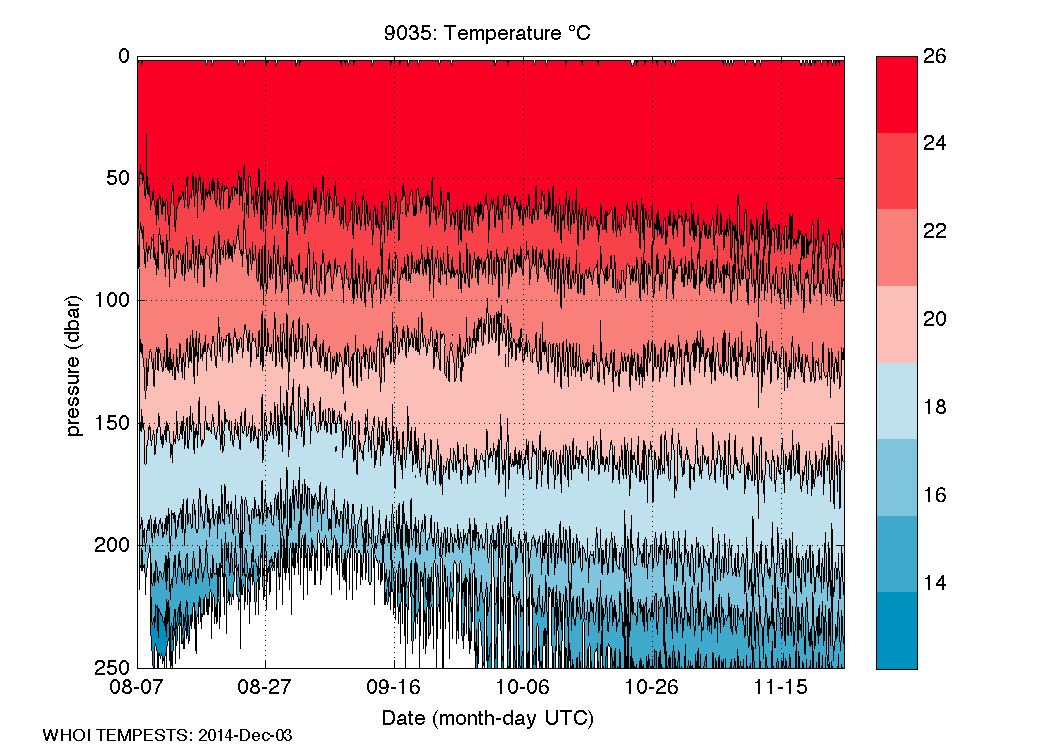 9035: Temperature °C
0
50
100
150
200
250
pressure (dbar)
08-07 08-27 09-16 10-06 10-26 11-15
Date (month-day UTC)
26
24
22
20
18
16
14
WHOI TEMPESTS: 2014-Dec-03